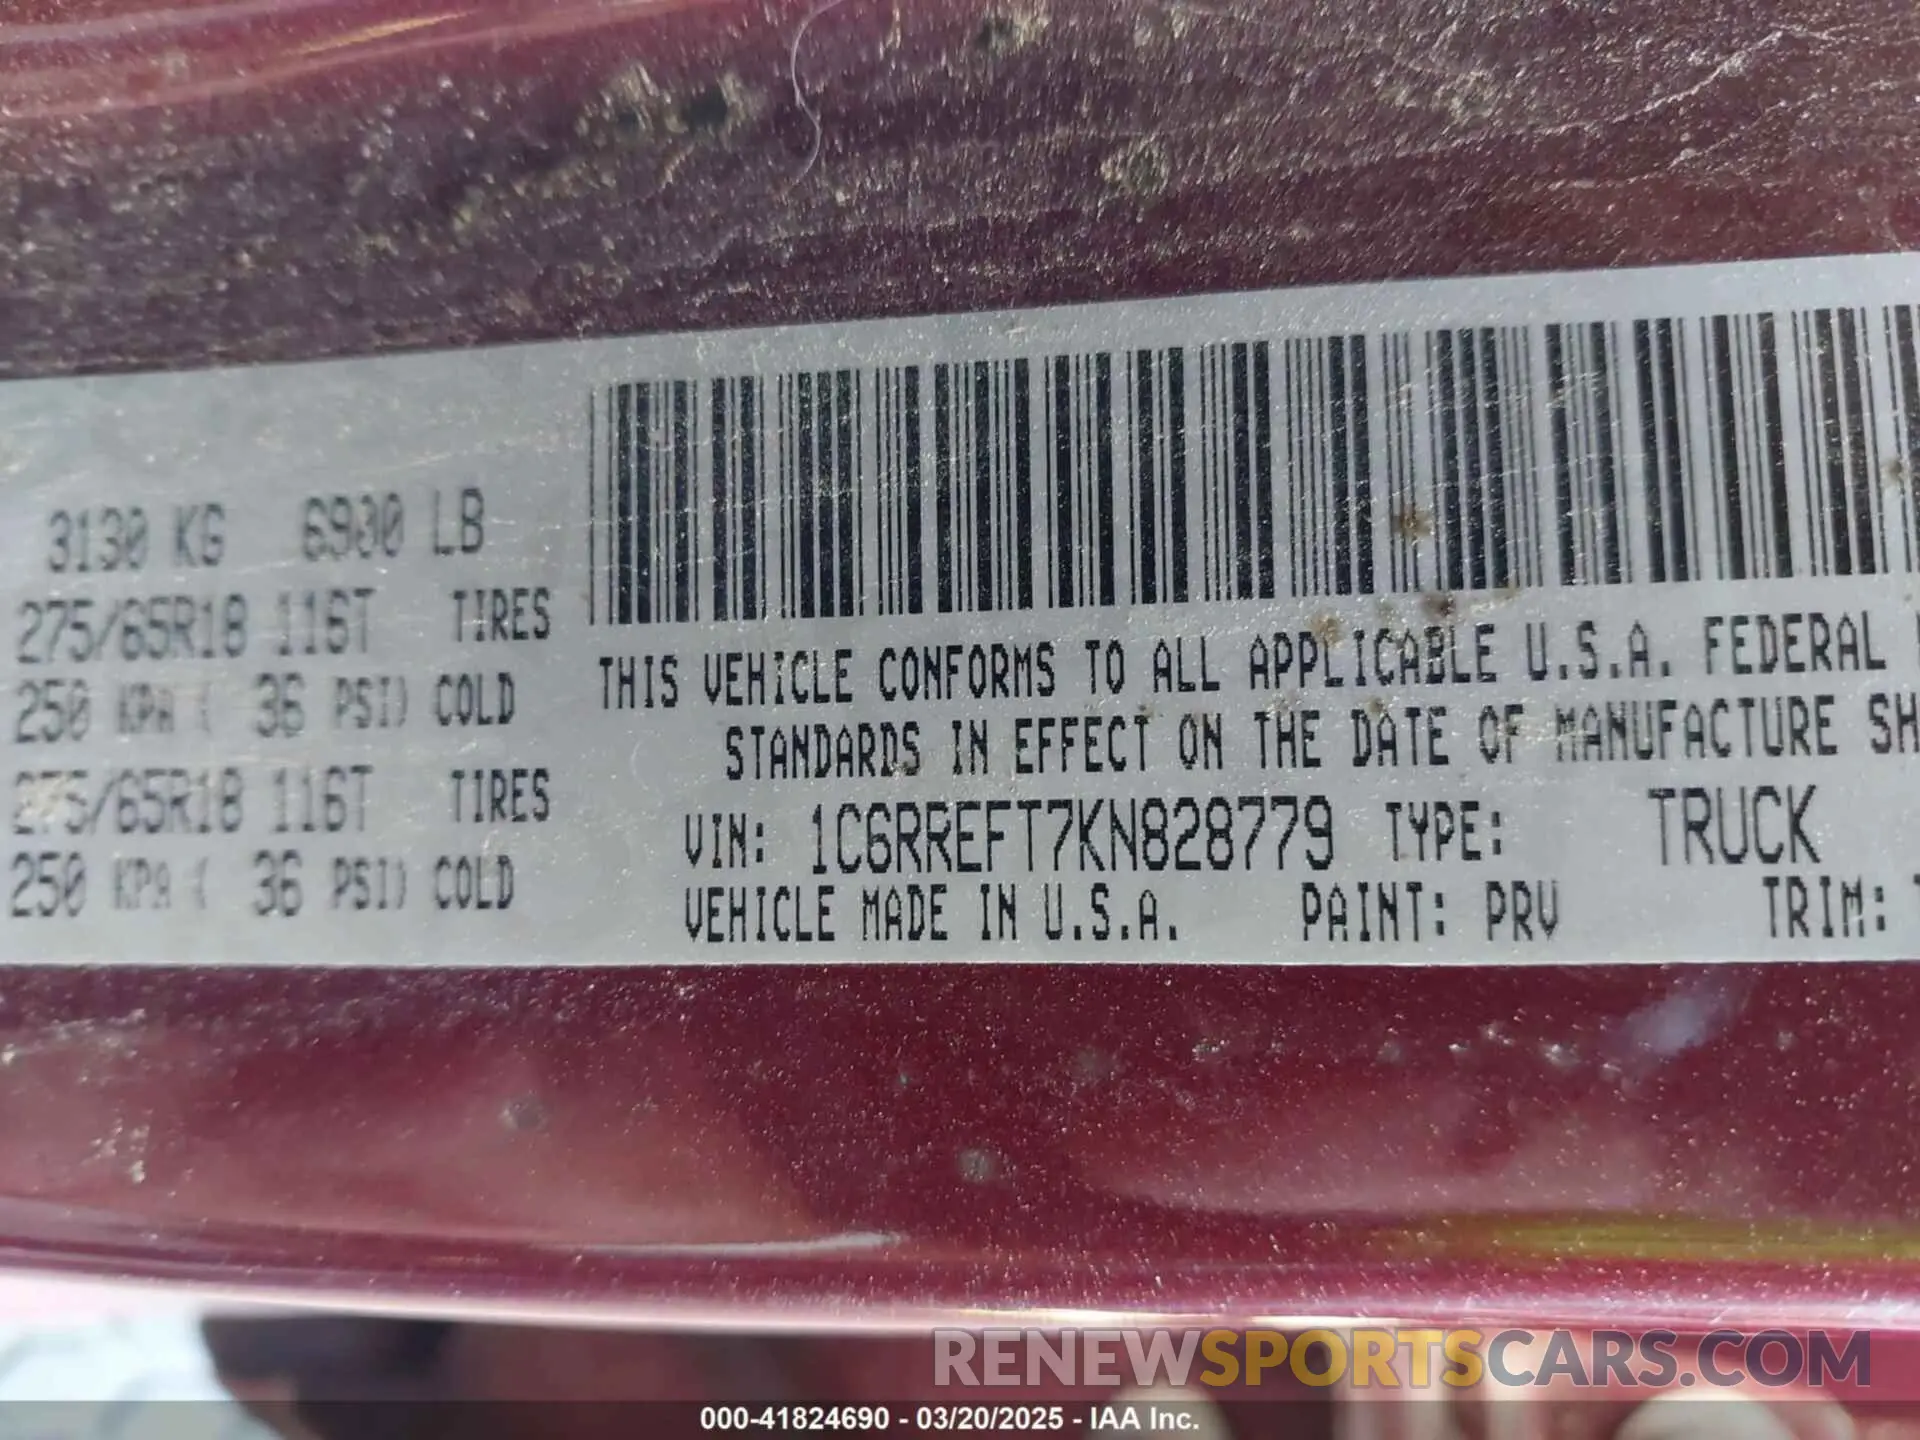 3130 KG 6900 LB
275/65R18 116T TIRES
250 KPA ( 36 PSI) COLD
275/65R18 116T TIRES
250 KPA ( 36 PSI) COLD
THIS VEHICLE CONFORMS TO ALL APPLICABLE U.S.A. FEDERAL
STANDARDS IN EFFECT ON THE DATE OF MANUFACTURE SH
VIN: 1C6RREFT7KN828779 TYPE: TRUCK
VEHICLE MADE IN U.S.A. PAINT: PRV TRIM:
RENEWSPORTSCARS.COM
000-41824690 - 03/20/2025 - IAA Inc.